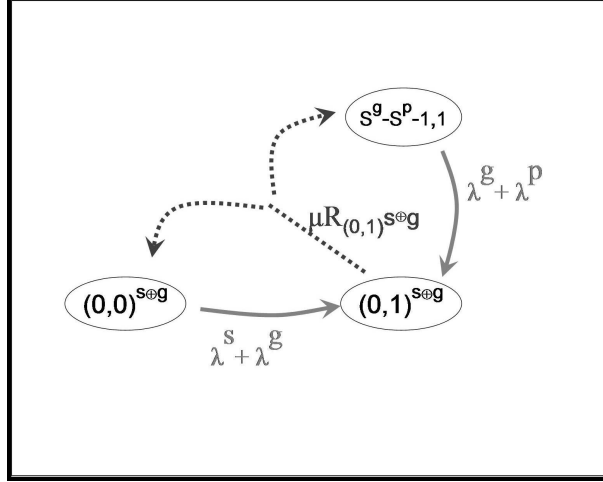 S^g-S^p-1,1
λ^g + λ^p
μR_(0,1)^s⊕g
(0,0)^s⊕g
(0,1)^s⊕g
λ^s + λ^g